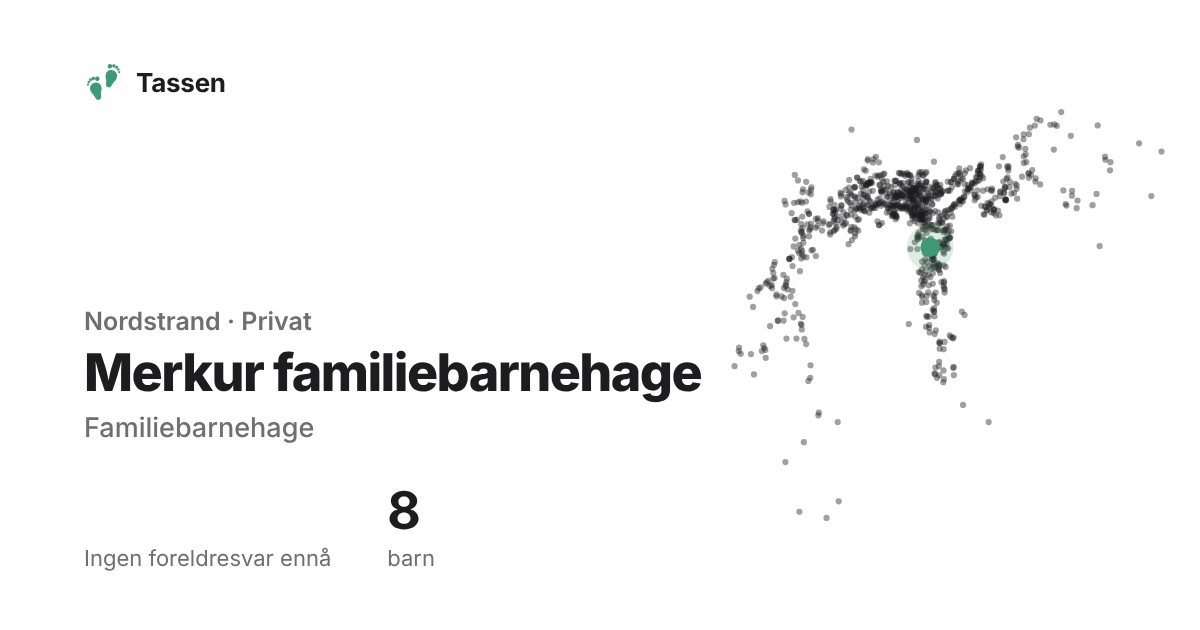 Tassen
Nordstrand · Privat
Merkur familiebarnehage
Familiebarnehage
8
Ingen foreldresvar ennå
barn